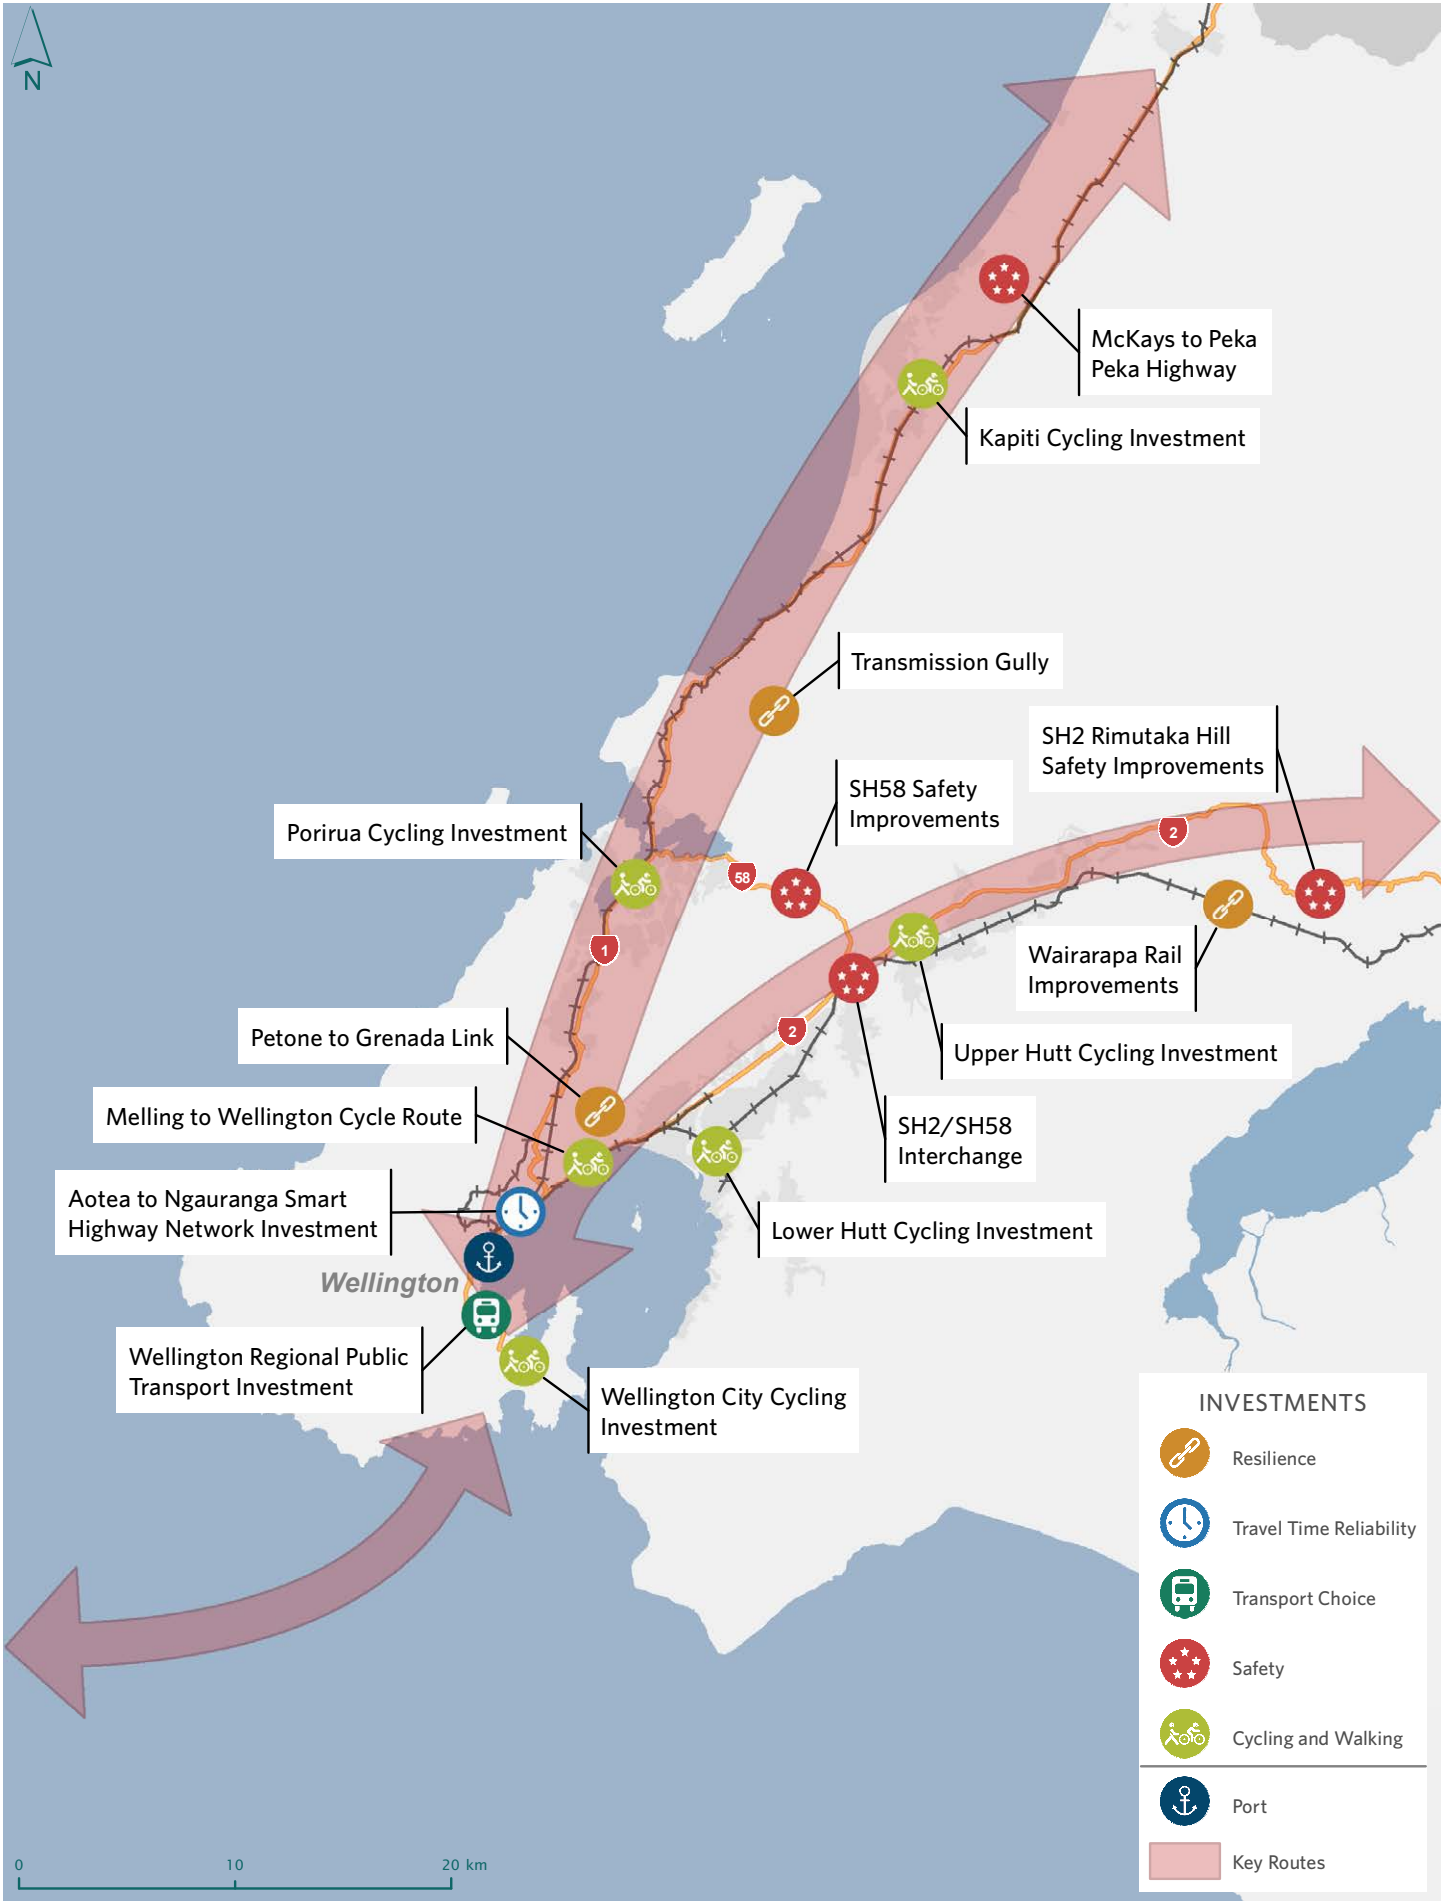 N
McKays to Peka
Peka Highway
Kapiti Cycling Investment
Transmission Gully
SH2 Rimutaka Hill
Safety Improvements
SH58 Safety
Improvements
Porirua Cycling Investment
2
58
1
Wairarapa Rail
Improvements
Petone to Grenada Link
2
Upper Hutt Cycling Investment
Melling to Wellington Cycle Route
SH2/SH58
Interchange
Aotea to Ngauranga Smart
Highway Network Investment
Lower Hutt Cycling Investment
Wellington
Wellington Regional Public
Transport Investment
Wellington City Cycling
Investment
INVESTMENTS
Resilience
Travel Time Reliability
Transport Choice
Safety
Cycling and Walking
Port
Key Routes
0 10 20 km